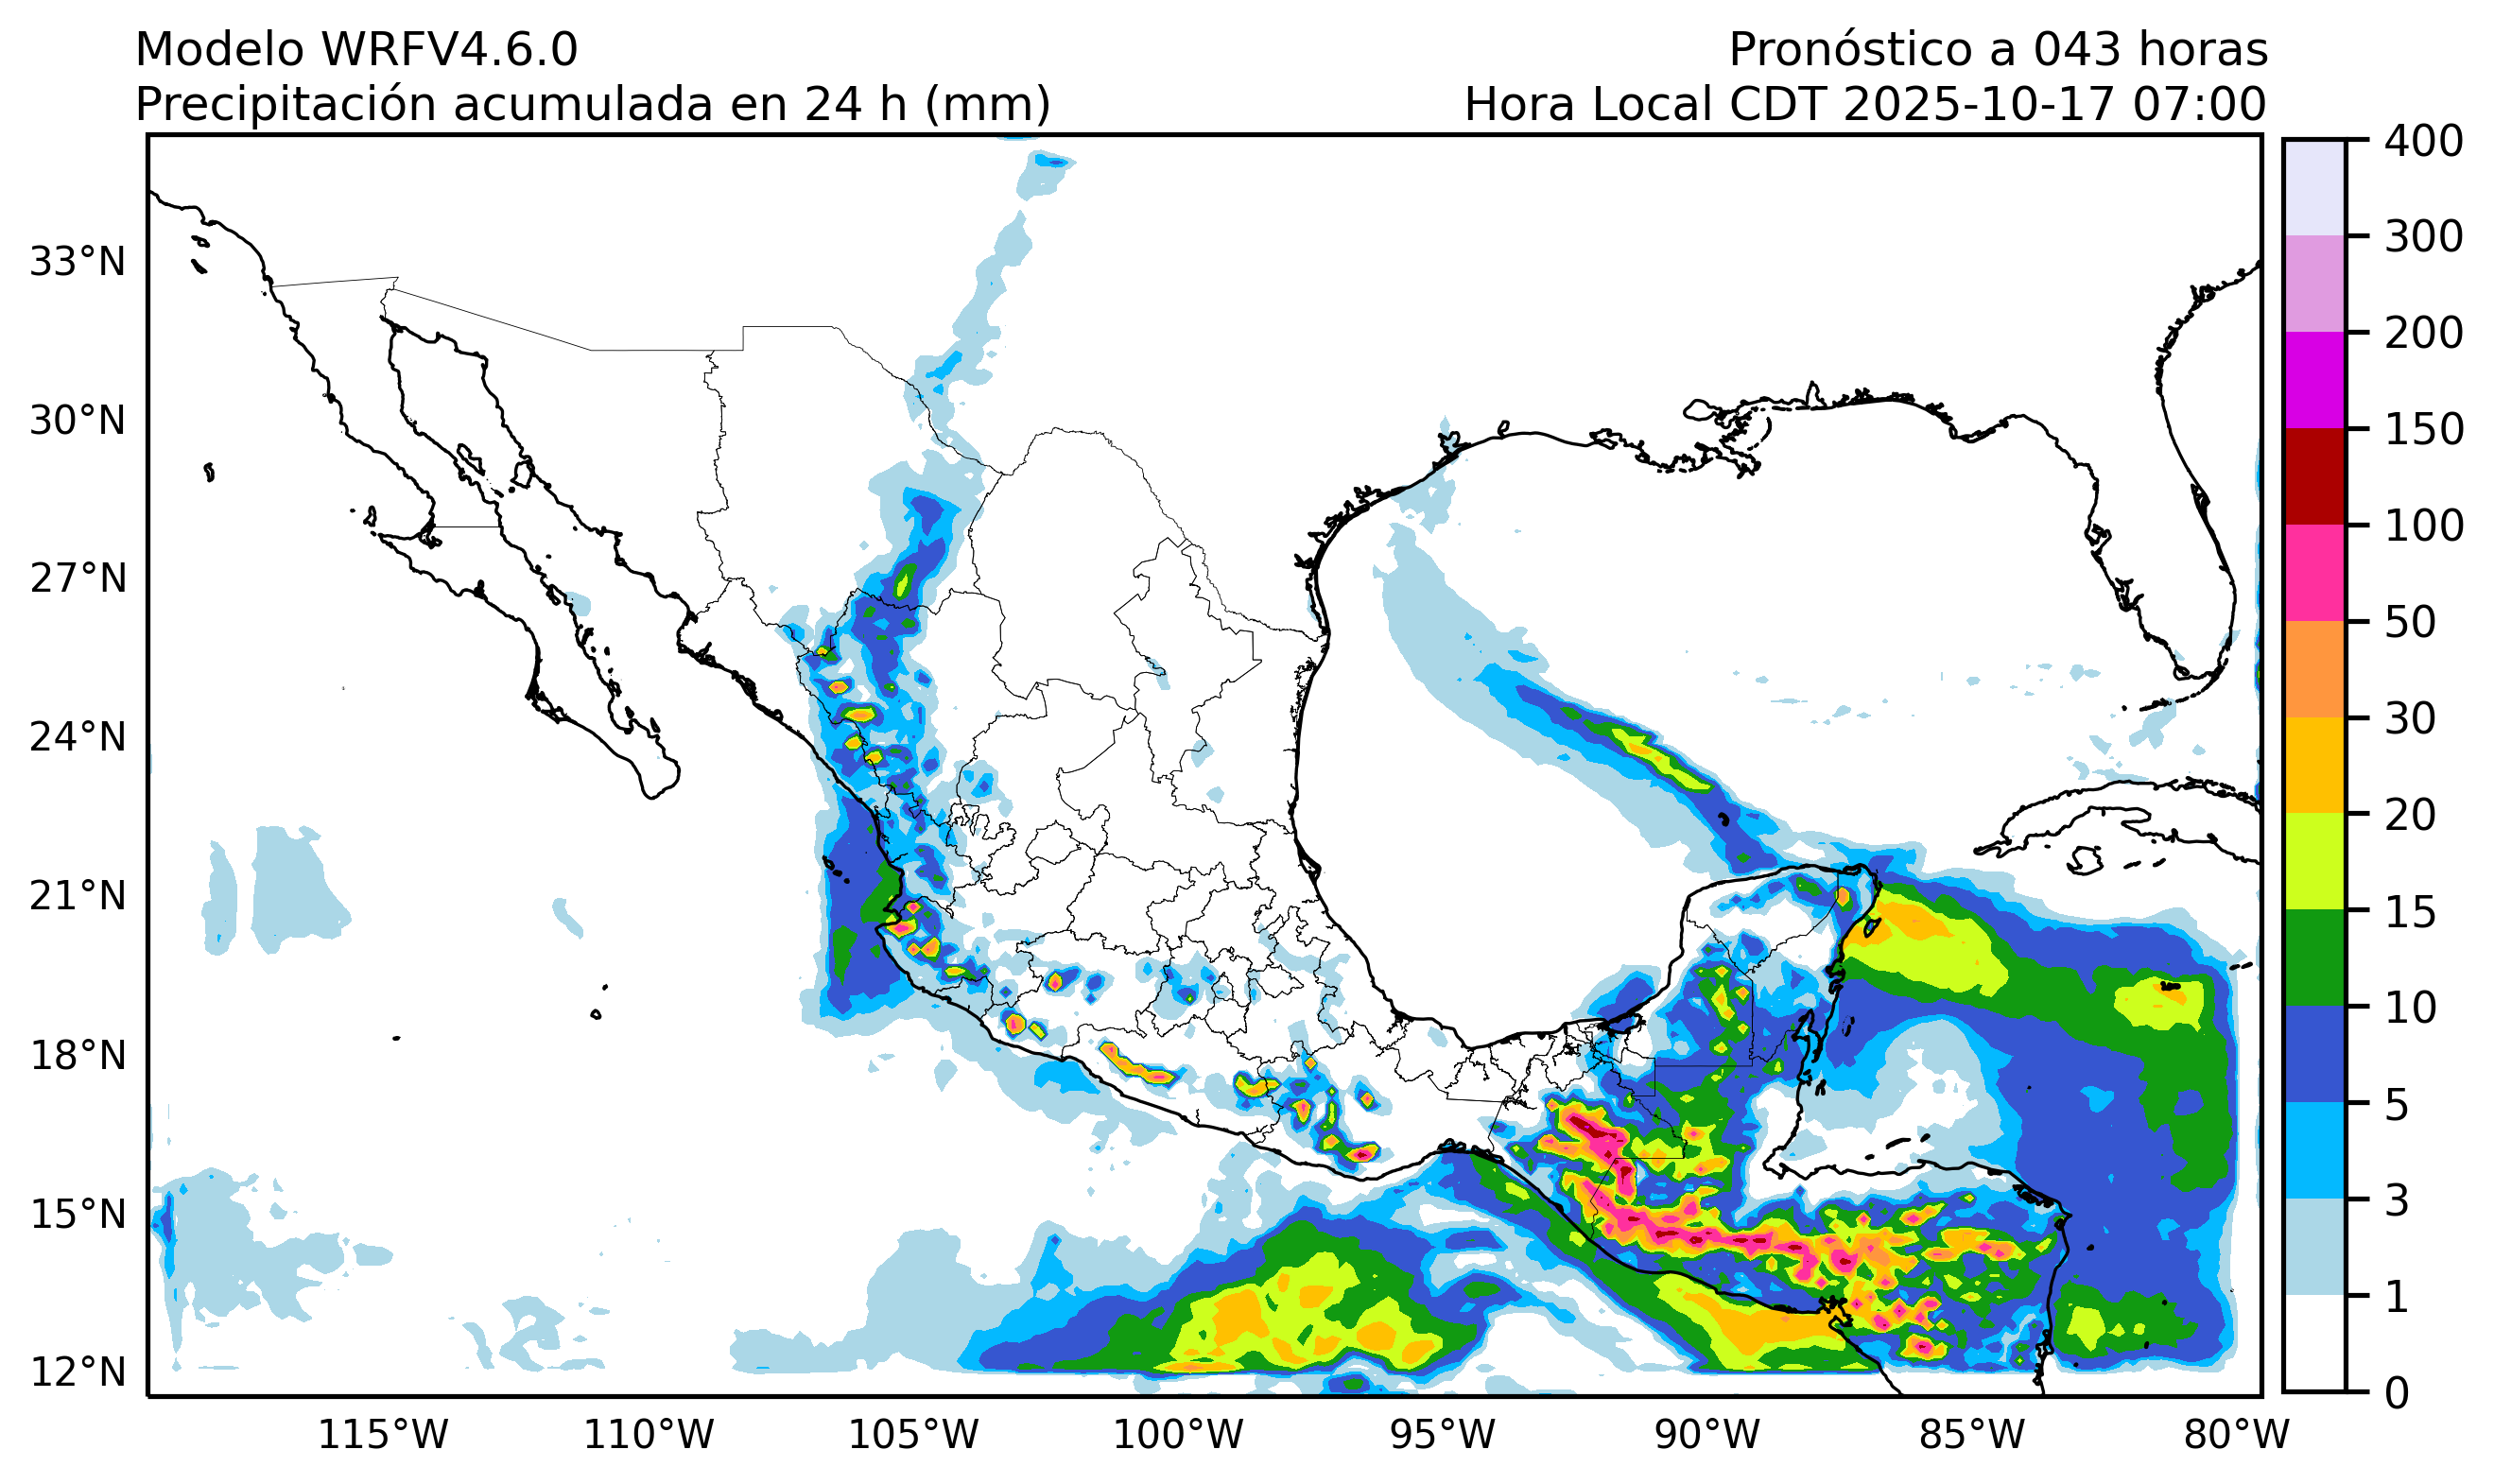 Modelo WRFV4.6.0
Pronóstico a 043 horas
Precipitación acumulada en 24 h (mm)
Hora Local CDT 2025-10-17 07:00
33°N
30°N
27°N
24°N
21°N
18°N
15°N
12°N
115°W
110°W
105°W
100°W
95°W
90°W
85°W
80°W
400
300
200
150
100
50
30
20
15
10
5
3
1
0